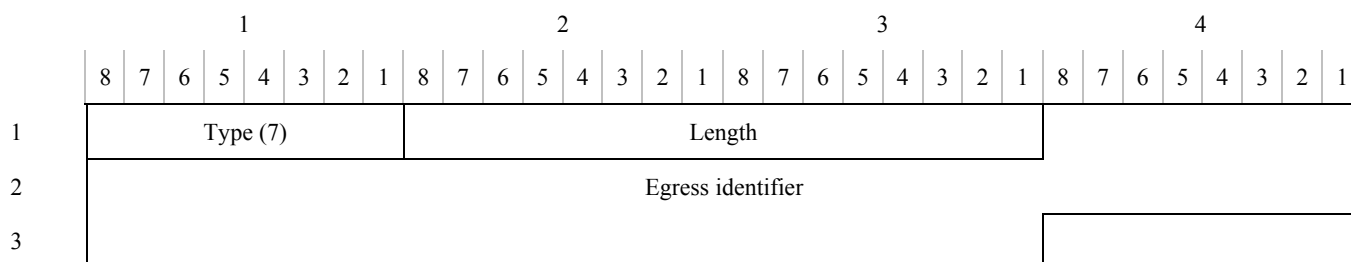 1 2 3 4
8 7 6 5 4 3 2 1 8 7 6 5 4 3 2 1 8 7 6 5 4 3 2 1 8 7 6 5 4 3 2 1
1 Type (7) Length
2 Egress identifier
3